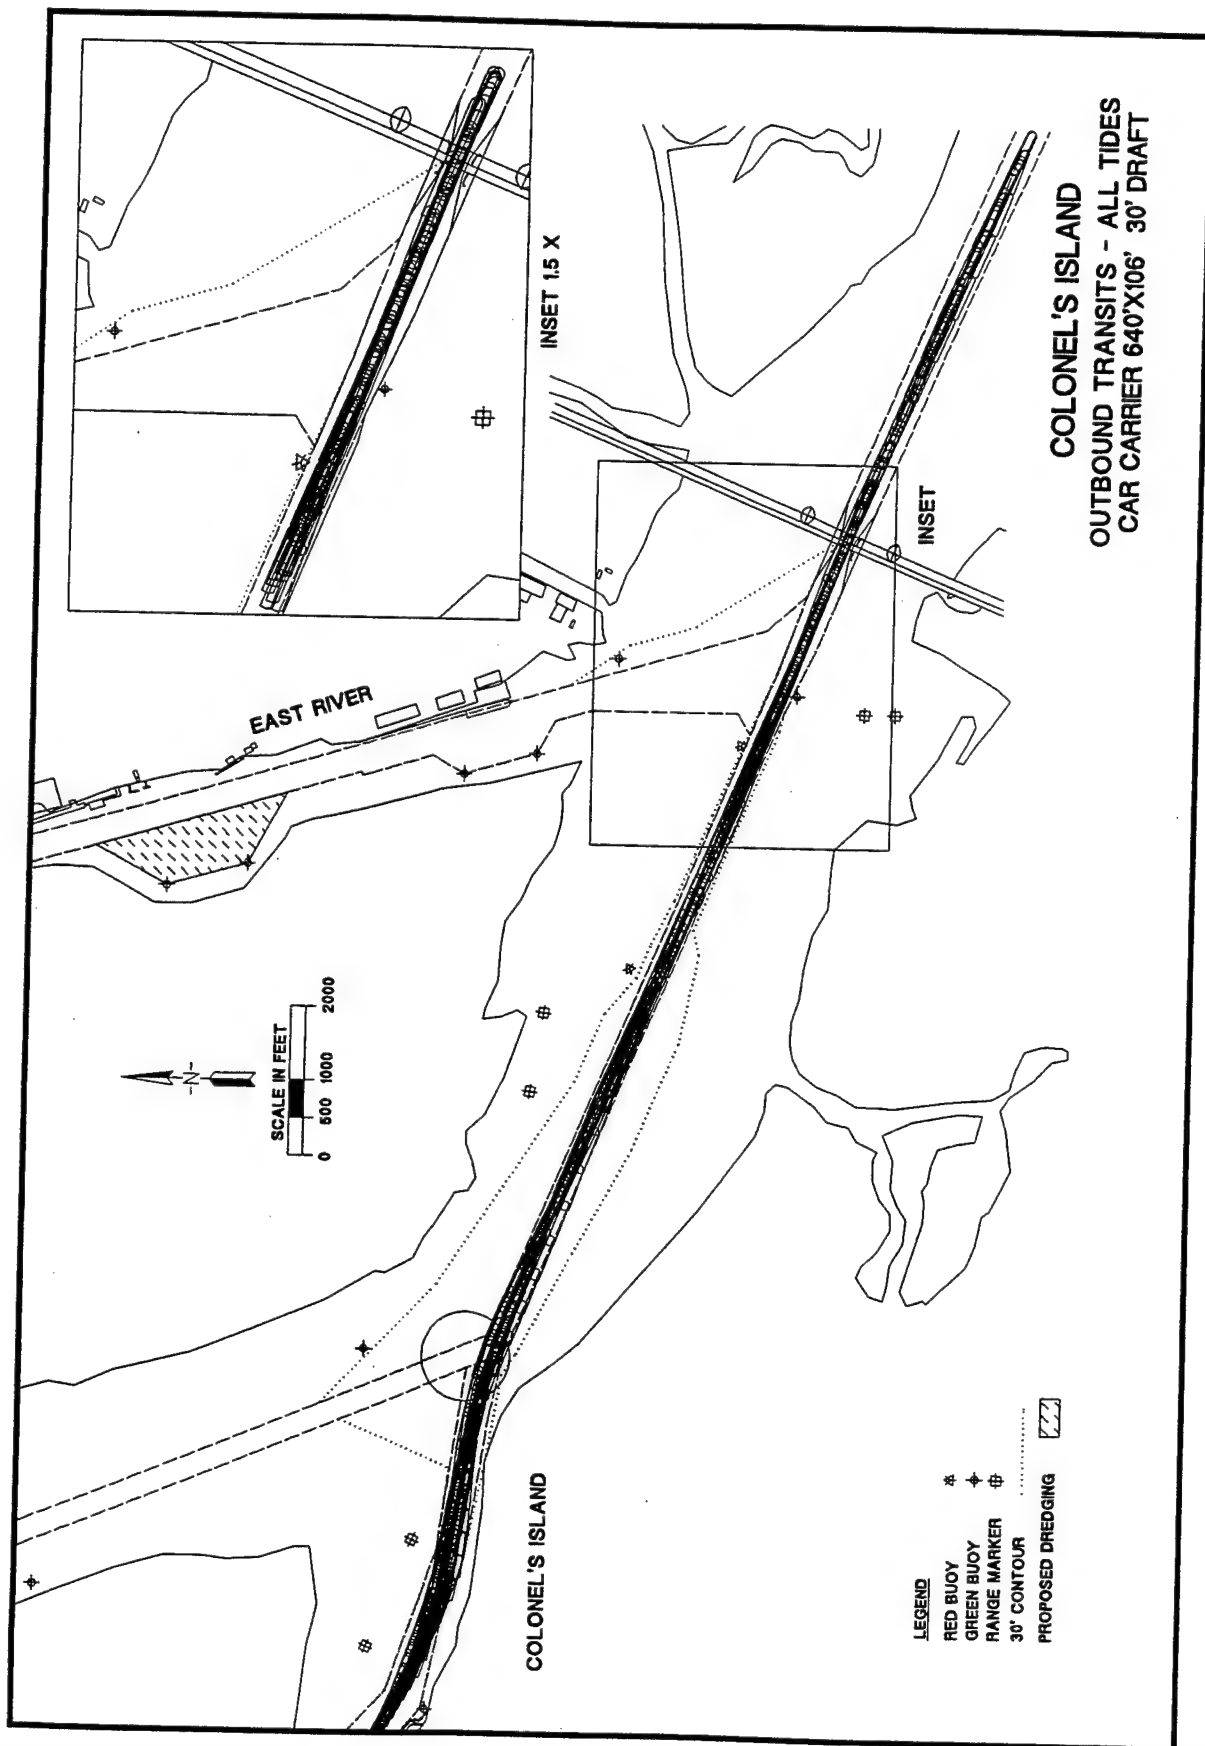 INSET 1.5 X
EAST RIVER
-N-
SCALE IN FEET
0 500 1000 2000
INSET
COLONEL'S ISLAND
LEGEND
RED BUOY
GREEN BUOY
RANGE MARKER
30' CONTOUR
PROPOSED DREDGING
COLONEL'S ISLAND
OUTBOUND TRANSITS - ALL TIDES
CAR CARRIER 640'X106' 30' DRAFT